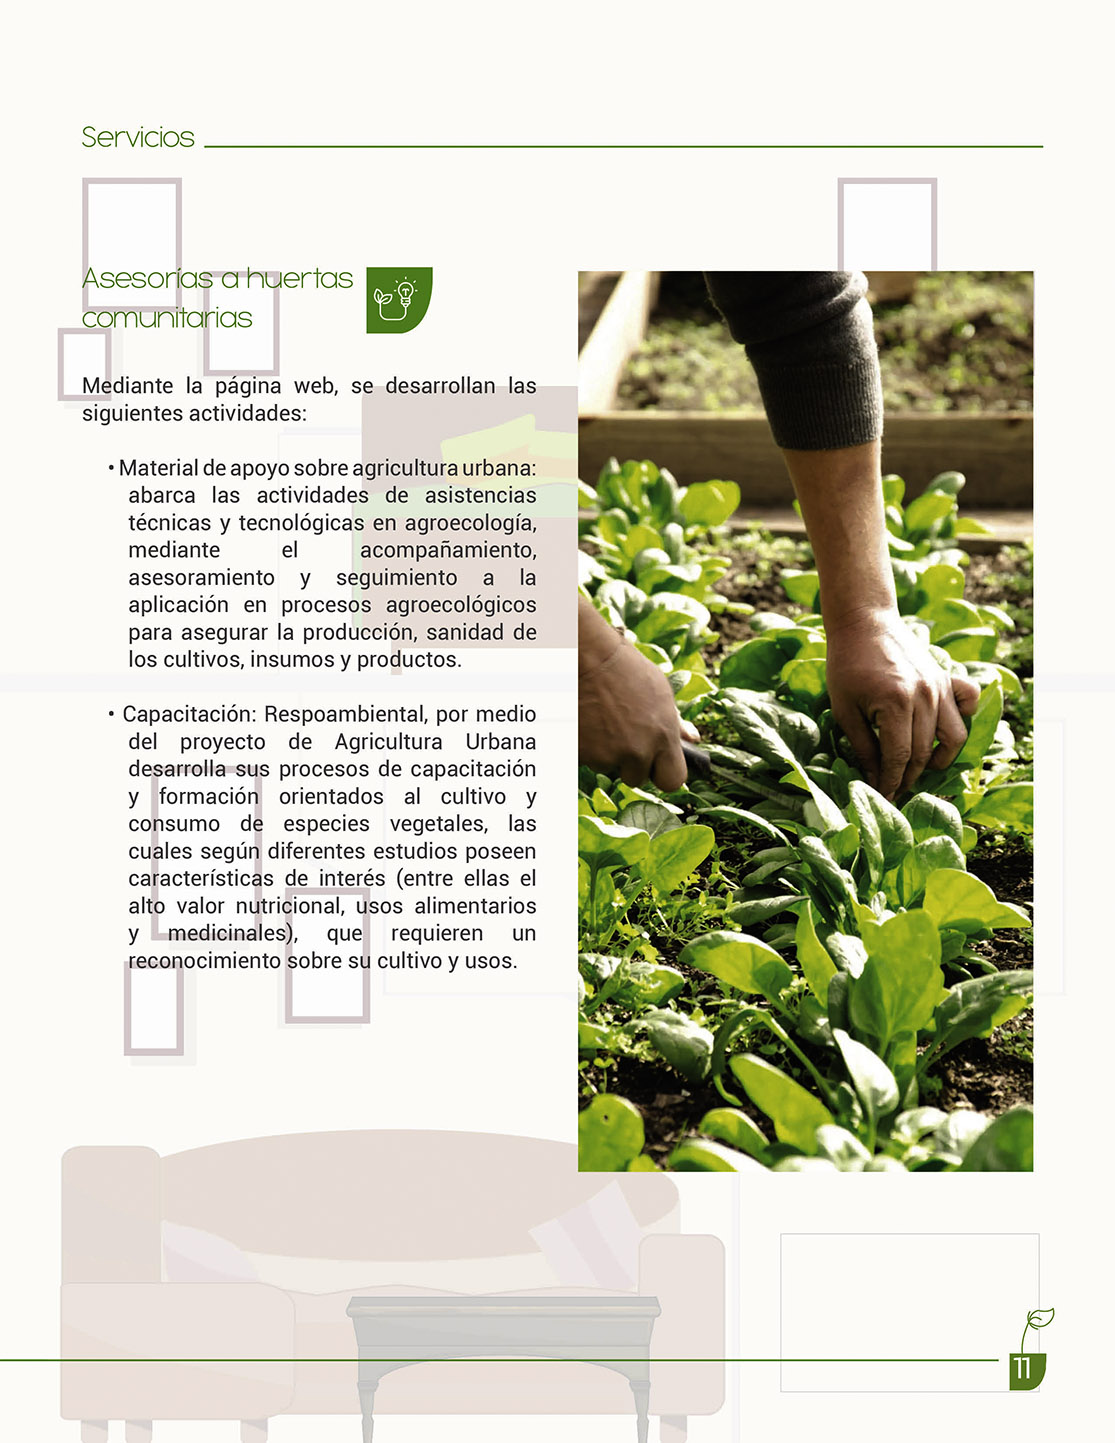 Servicios
Asesorías a huertas
comunitarias
Mediante la página web, se desarrollan las
siguientes actividades:
• Material de apoyo sobre agricultura urbana:
abarca las actividades de asistencias
técnicas y tecnológicas en agroecología,
mediante el acompañamiento,
asesoramiento y seguimiento a la
aplicación en procesos agroecológicos
para asegurar la producción, sanidad de
los cultivos, insumos y productos.
• Capacitación: Respoambiental, por medio
del proyecto de Agricultura Urbana
desarrolla sus procesos de capacitación
y formación orientados al cultivo y
consumo de especies vegetales, las
cuales según diferentes estudios poseen
características de interés (entre ellas el
alto valor nutricional, usos alimentarios
y medicinales), que requieren un
reconocimiento sobre su cultivo y usos.
11